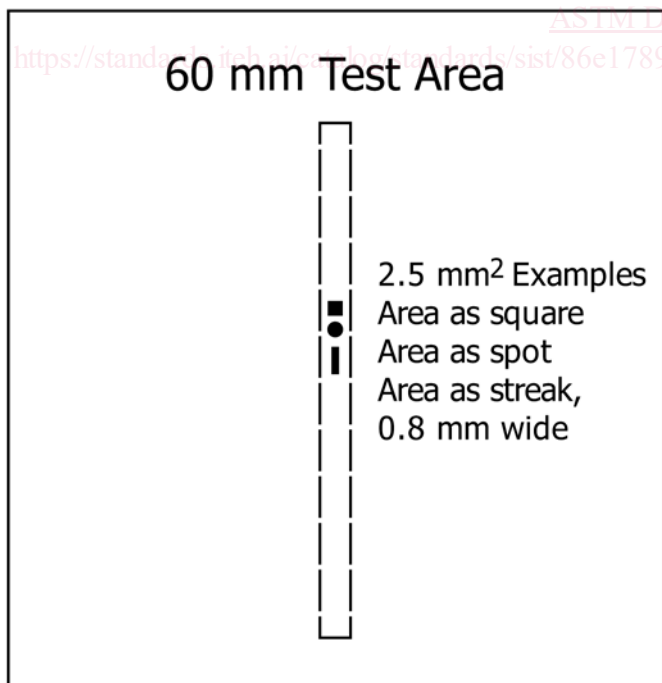 ASTM D
https://standards.iteh.ai/catalog/standards/sist/86e1789
60 mm Test Area
2.5 mm² Examples
Area as square
Area as spot
Area as streak,
0.8 mm wide